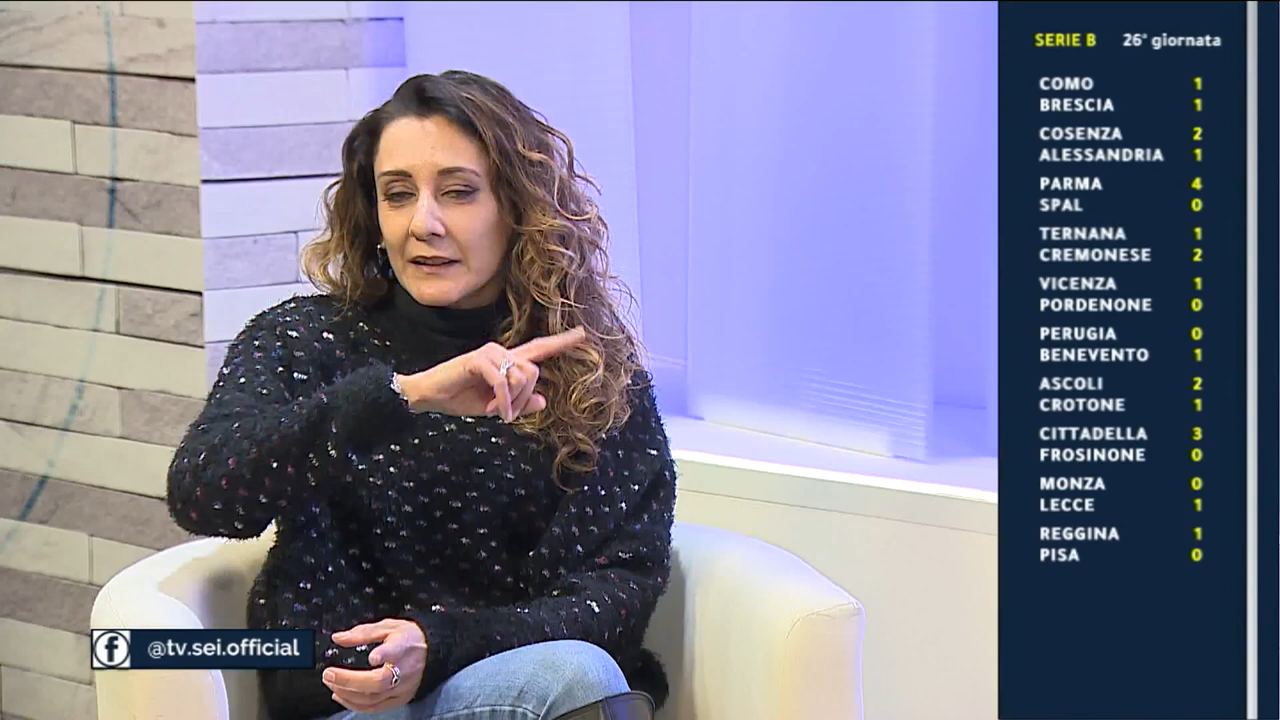 SERIE B 26ª giornata
COMO 1
BRESCIA 1
COSENZA 2
ALESSANDRIA 1
PARMA 4
SPAL 0
TERNANA 1
CREMONESE 2
VICENZA 1
PORDENONE 0
PERUGIA 0
BENEVENTO 1
ASCOLI 2
CROTONE 1
CITTADELLA 3
FROSINONE 0
MONZA 0
LECCE 1
REGGINA 1
PISA 0
f @tv.sei.official